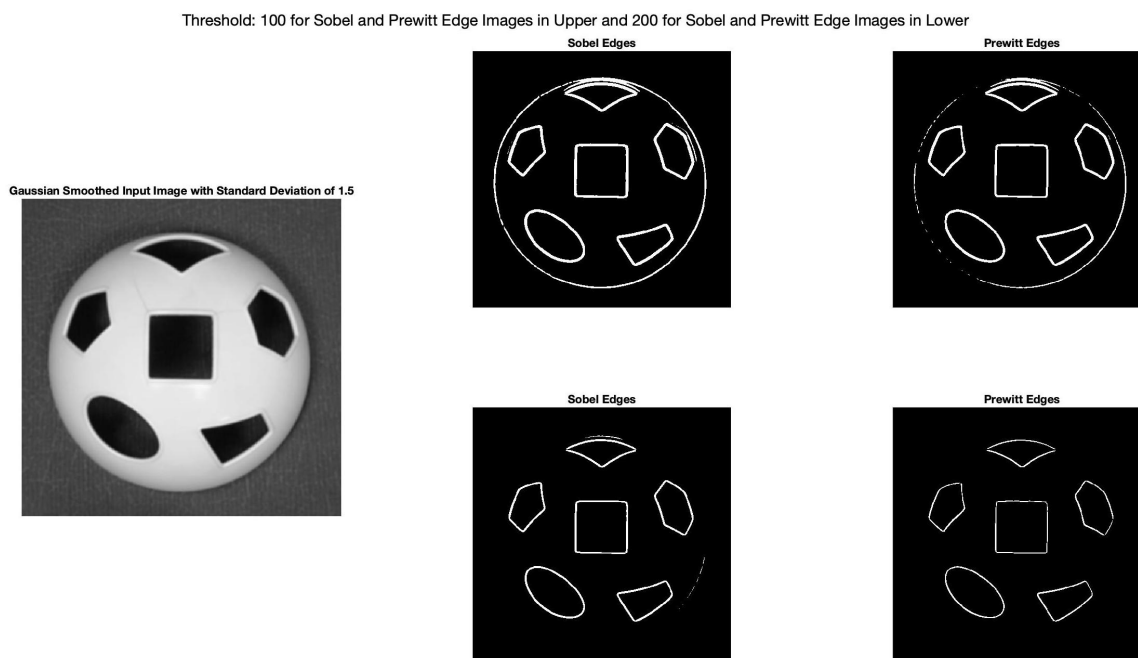 Threshold: 100 for Sobel and Prewitt Edge Images in Upper and 200 for Sobel and Prewitt Edge Images in Lower
Sobel Edges
Prewitt Edges
Gaussian Smoothed Input Image with Standard Deviation of 1.5
Sobel Edges
Prewitt Edges